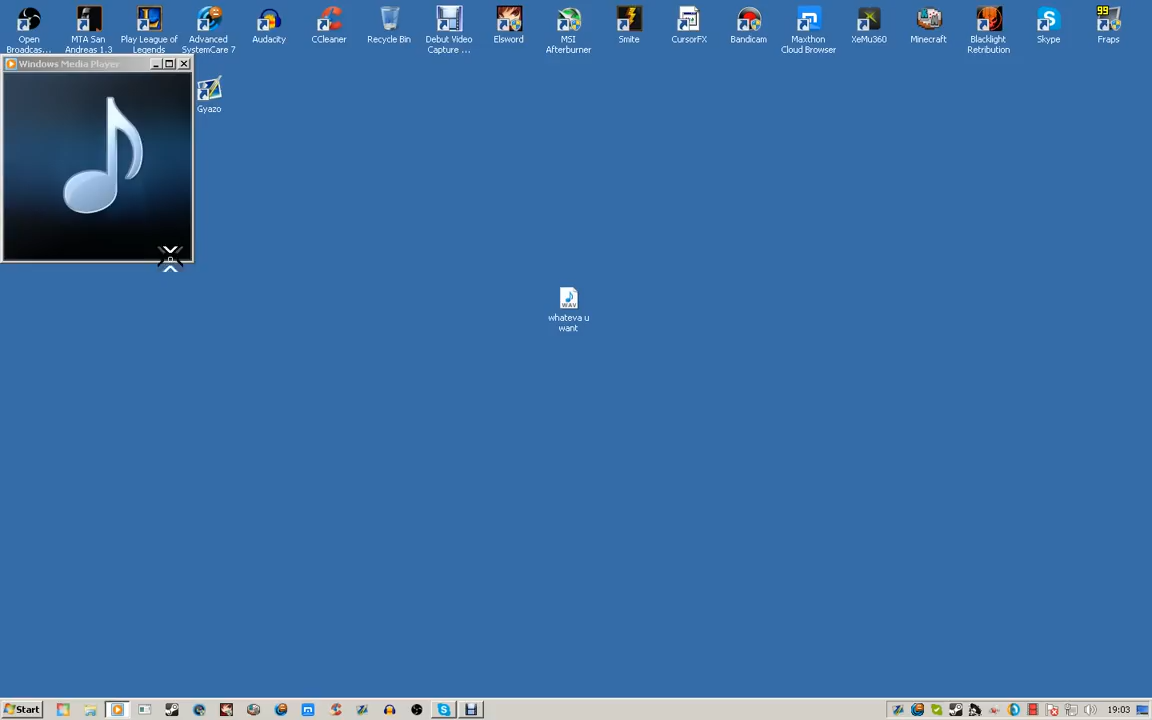 Open Broadcas...
MTA San Andreas 1.3
Play League of Legends
Advanced SystemCare 7
Audacity
CCleaner
Recycle Bin
Debut Video Capture ...
Elsword
MSI Afterburner
Smite
CursorFX
Bandicam
Maxthon Cloud Browser
XeMu360
Minecraft
Blacklight Retribution
Skype
99
Fraps
Windows Media Player
Gyazo
WAV
whateva u
want
Start
19:03